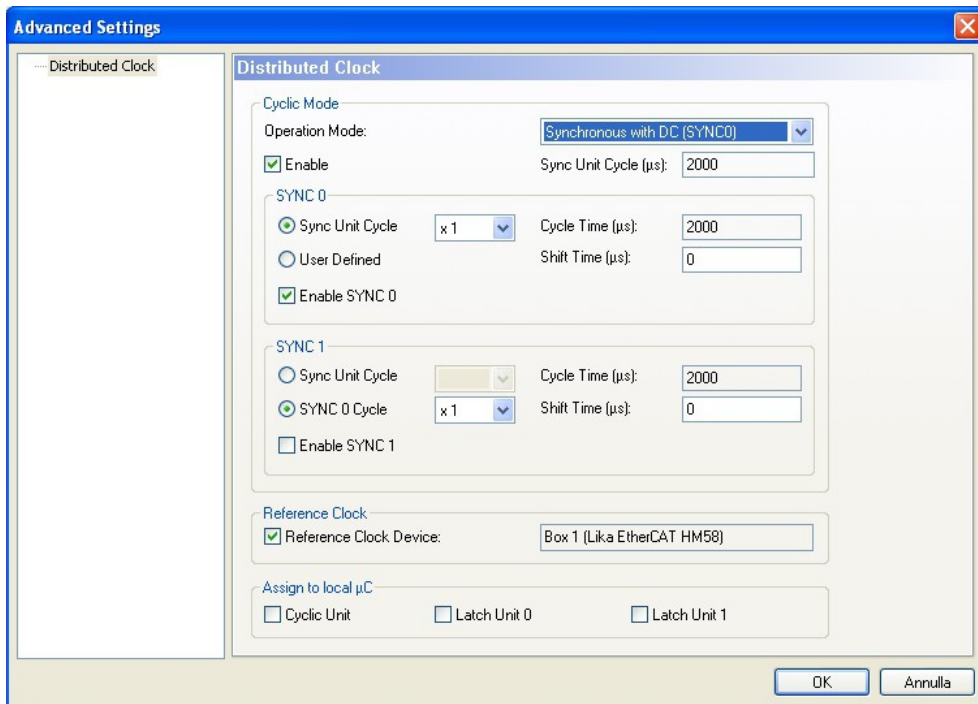 Advanced Settings
Distributed Clock
Distributed Clock
Cyclic Mode
Operation Mode: Synchronous with DC (SYNC0)
Enable Sync Unit Cycle (µs): 2000
SYNC 0
Sync Unit Cycle x 1 Cycle Time (µs): 2000
User Defined Shift Time (µs): 0
Enable SYNC 0
SYNC 1
Sync Unit Cycle Cycle Time (µs): 2000
SYNC 0 Cycle x 1 Shift Time (µs): 0
Enable SYNC 1
Reference Clock
Reference Clock Device: Box 1 (Lika EtherCAT HM58)
Assign to local µC
Cyclic Unit Latch Unit 0 Latch Unit 1
OK Annulla